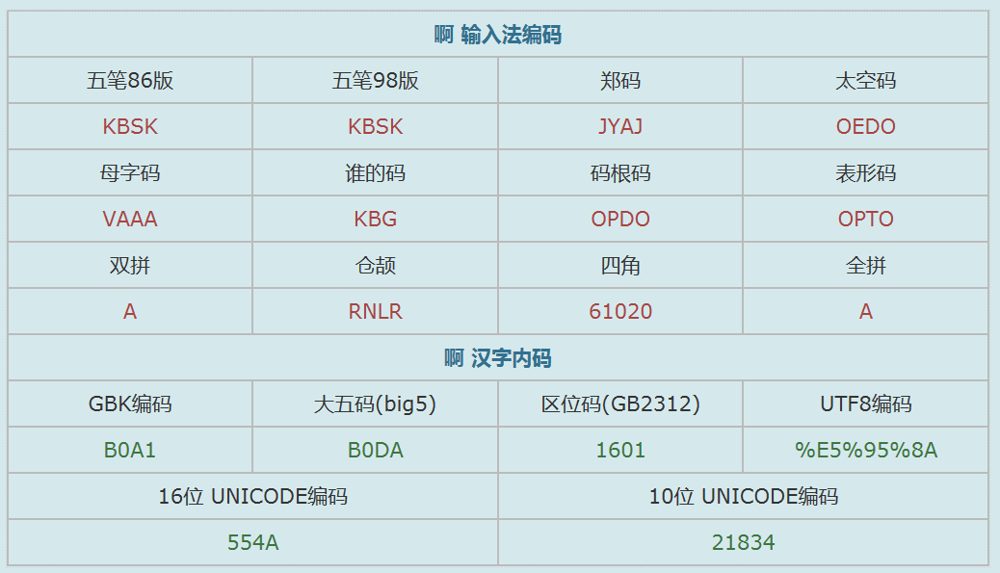 啊 输入法编码
五笔86版 五笔98版 郑码 太空码
KBSK KBSK JYAJ OEDO
母字码 谁的码 码根码 表形码
VAAA KBG OPDO OPTO
双拼 仓颉 四角 全拼
A RNLR 61020 A
啊 汉字内码
GBK编码 大五码(big5) 区位码(GB2312) UTF8编码
B0A1 B0DA 1601 %E5%95%8A
16位 UNICODE编码 10位 UNICODE编码
554A 21834